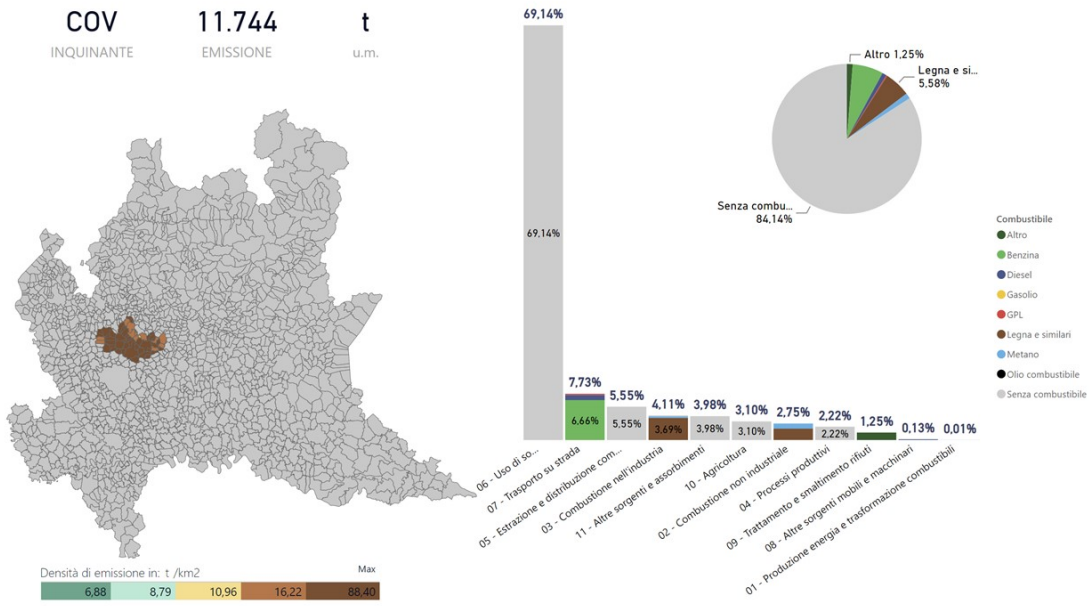 COV 11.744 t
INQUINANTE EMISSIONE u.m.
69,14%
Altro 1,25%
Legna e si...
5,58%
Senza combu...
84,14%
69,14%
Combustibile
Altro
Benzina
Diesel
Gasolio
GPL
Legna e similari
Metano
Olio combustibile
Senza combustibile
7,73%
5,55%
4,11%
3,98%
3,10%
2,75%
2,22%
1,25%
0,13%
0,01%
6,66%
5,55%
3,69%
3,98%
3,10%
2,22%
06 - Uso di so...
07 - Trasporto su strada
05 - Estrazione e distribuzione com...
03 - Combustione nell'industria
11 - Altre sorgenti e assorbimenti
10 - Agricoltura
02 - Combustione non industriale
04 - Processi produttivi
09 - Trattamento e smaltimento rifiuti
08 - Altre sorgenti mobili e macchinari
01 - Produzione energia e trasformazione combustibili
Densità di emissione in: t /km2 Max
6,88 8,79 10,96 16,22 88,40